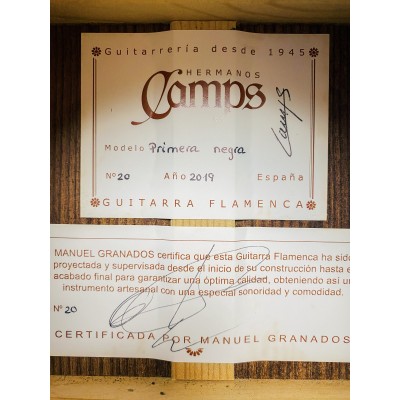 Guitarrería desde 1945
HERMANOS
Camps
Modelo Primera negra
Nº 20 Año 2019 España
GUITARRA FLAMENCA
Camps
MANUEL GRANADOS certifica que esta Guitarra Flamenca ha sido
proyectada y supervisada desde el inicio de su construcción hasta e
acabado final para garantizar una óptima calidad, obteniendo así un
instrumento artesanal con una especial sonoridad y comodidad.
Nº 20
CERTIFICADA POR MANUEL GRANADOS